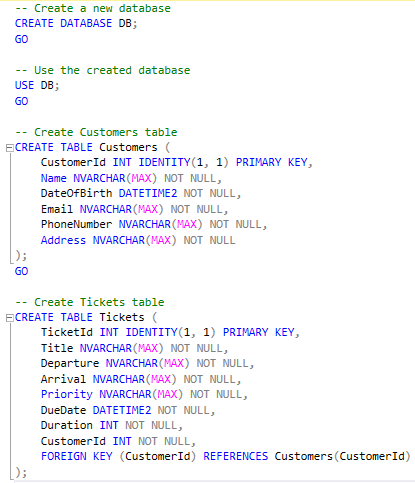 -- Create a new database
CREATE DATABASE DB;
GO
-- Use the created database
USE DB;
GO
-- Create Customers table
CREATE TABLE Customers (
CustomerId INT IDENTITY(1, 1) PRIMARY KEY,
Name NVARCHAR(MAX) NOT NULL,
DateOfBirth DATETIME2 NOT NULL,
Email NVARCHAR(MAX) NOT NULL,
PhoneNumber NVARCHAR(MAX) NOT NULL,
Address NVARCHAR(MAX) NOT NULL
);
GO
-- Create Tickets table
CREATE TABLE Tickets (
TicketId INT IDENTITY(1, 1) PRIMARY KEY,
Title NVARCHAR(MAX) NOT NULL,
Departure NVARCHAR(MAX) NOT NULL,
Arrival NVARCHAR(MAX) NOT NULL,
Priority NVARCHAR(MAX) NOT NULL,
DueDate DATETIME2 NOT NULL,
Duration INT NOT NULL,
CustomerId INT NOT NULL,
FOREIGN KEY (CustomerId) REFERENCES Customers(CustomerId)
);